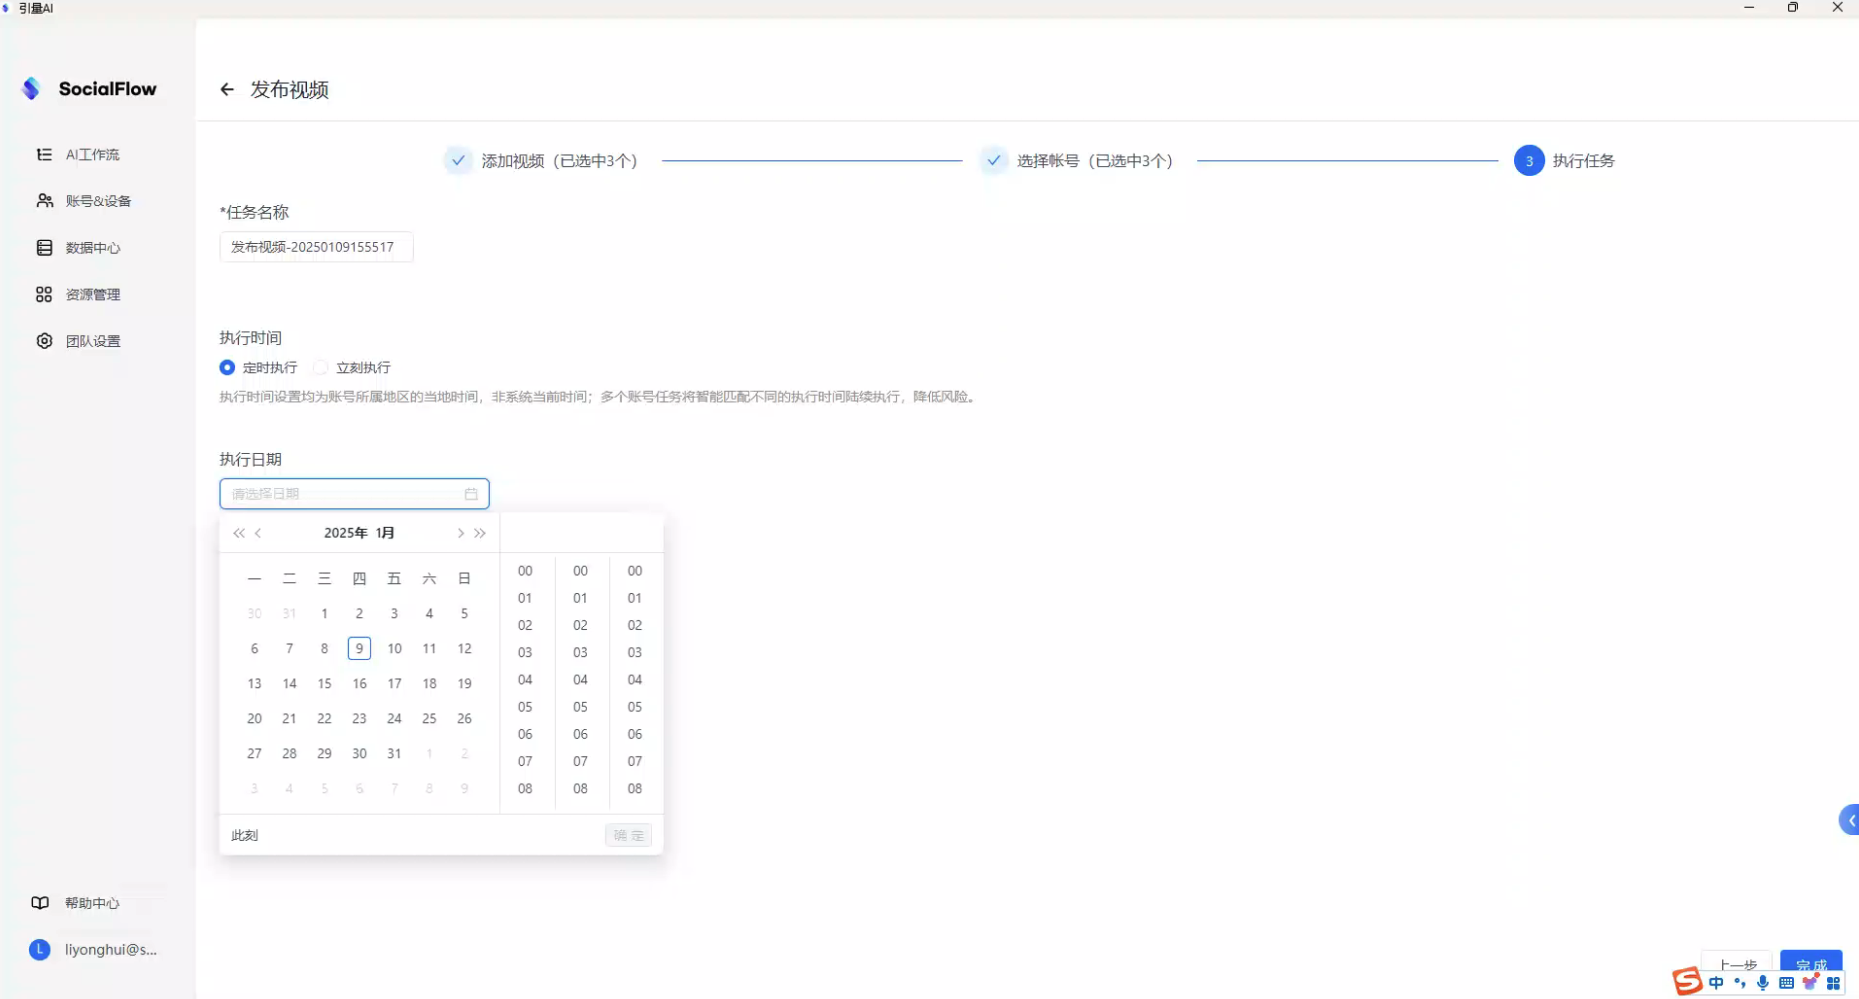 引量AI
SocialFlow
AI工作流
账号&设备
数据中心
资源管理
团队设置
帮助中心
L
liyonghui@s...
发布视频
添加视频（已选中3个）
选择帐号（已选中3个）
3 执行任务
*任务名称
发布视频-20250109155517
执行时间
定时执行 立刻执行
执行时间设置均为账号所属地区的当地时间，非系统当前时间；多个账号任务将智能匹配不同的执行时间陆续执行，降低风险。
执行日期
请选择日期
2025年 1月
一 二 三 四 五 六 日
30 31 1 2 3 4 5
6 7 8 9 10 11 12
13 14 15 16 17 18 19
20 21 22 23 24 25 26
27 28 29 30 31 1 2
3 4 5 6 7 8 9
00 00 00
01 01 01
02 02 02
03 03 03
04 04 04
05 05 05
06 06 06
07 07 07
08 08 08
此刻
确定
上一步
完成
S 中